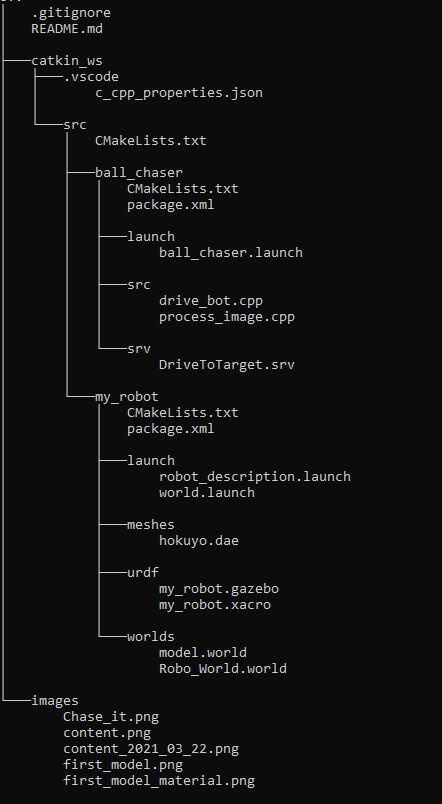 .gitignore
README.md
catkin_ws
.vscode
c_cpp_properties.json
src
CMakeLists.txt
ball_chaser
CMakeLists.txt
package.xml
launch
ball_chaser.launch
src
drive_bot.cpp
process_image.cpp
srv
DriveToTarget.srv
my_robot
CMakeLists.txt
package.xml
launch
robot_description.launch
world.launch
meshes
hokuyo.dae
urdf
my_robot.gazebo
my_robot.xacro
worlds
model.world
Robo_World.world
images
Chase_it.png
content.png
content_2021_03_22.png
first_model.png
first_model_material.png